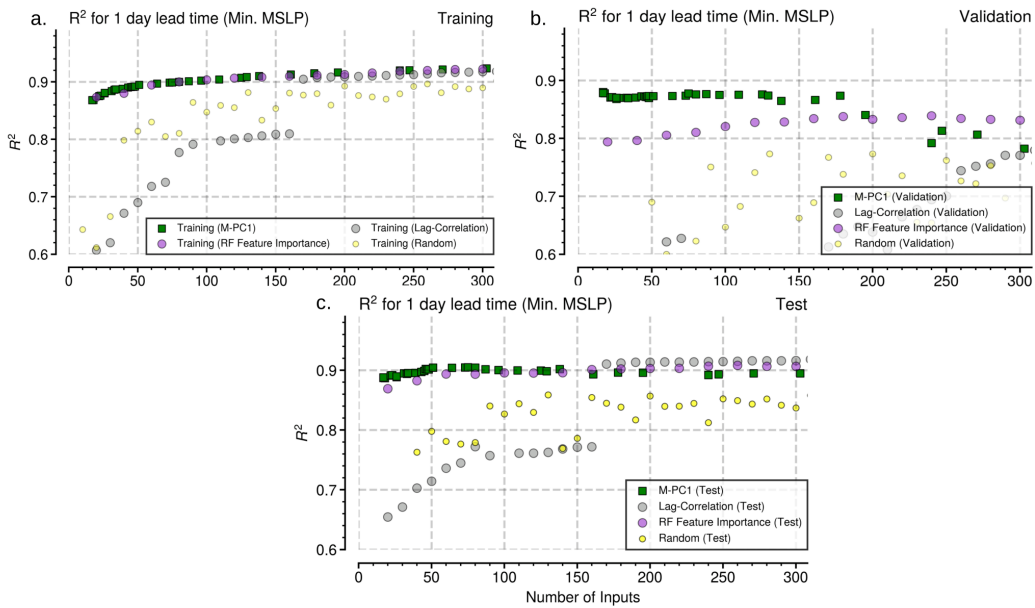 a. R² for 1 day lead time (Min. MSLP) Training
R²
0.9
0.8
0.7
0.6
Training (M-PC1) Training (Lag-Correlation)
Training (RF Feature Importance) Training (Random)
0 50 100 150 200 250 300
b. R² for 1 day lead time (Min. MSLP) Validation
0.9
0.8
0.7
0.6
M-PC1 (Validation)
Lag-Correlation (Validation)
RF Feature Importance (Validation)
Random (Validation)
0 50 100 150 200 250 300
c. R² for 1 day lead time (Min. MSLP) Test
R²
0.9
0.8
0.7
0.6
M-PC1 (Test)
Lag-Correlation (Test)
RF Feature Importance (Test)
Random (Test)
0 50 100 150 200 250 300
Number of Inputs